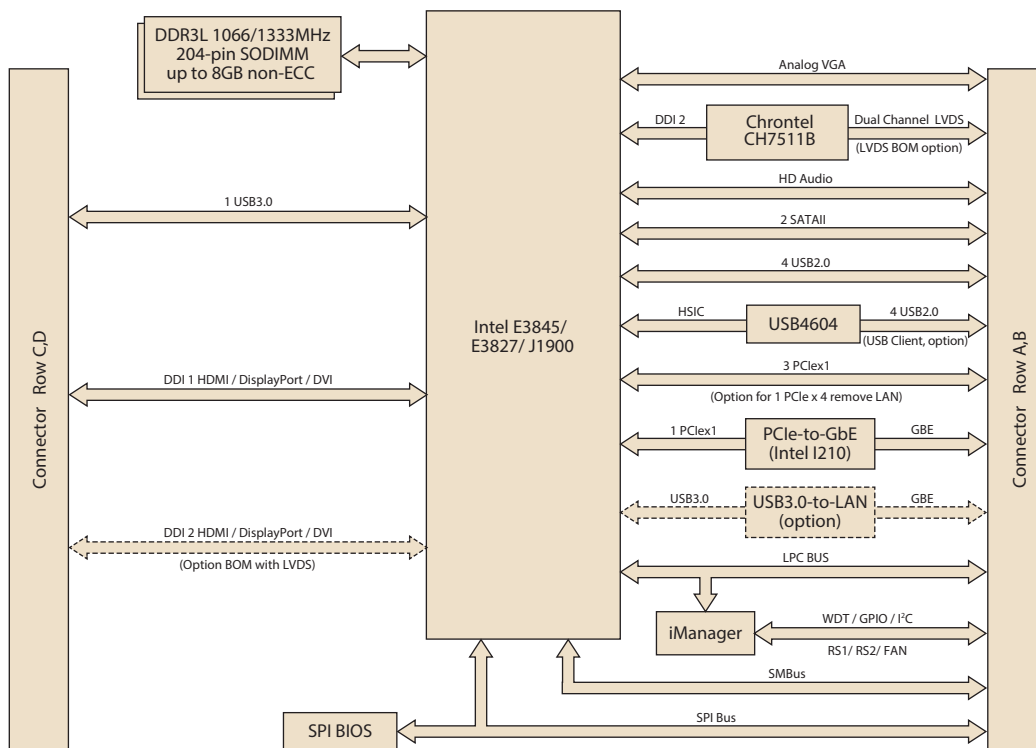 DDR3L 1066/1333MHz
204-pin SODIMM
up to 8GB non-ECC
Connector Row C,D
1 USB3.0
DDI 1 HDMI / DisplayPort / DVI
DDI 2 HDMI / DisplayPort / DVI
(Option BOM with LVDS)
Intel E3845/
E3827/ J1900
SPI BIOS
Analog VGA
DDI 2
Chrontel
CH7511B
Dual Channel LVDS
(LVDS BOM option)
HD Audio
2 SATAII
4 USB2.0
HSIC
USB4604
4 USB2.0
(USB Client, option)
3 PCIex1
(Option for 1 PCIe x 4 remove LAN)
1 PCIex1
PCIe-to-GbE
(Intel I210)
GBE
USB3.0
USB3.0-to-LAN
(option)
GBE
LPC BUS
iManager
WDT / GPIO / I²C
RS1/ RS2/ FAN
SMBus
SPI Bus
Connector Row A,B